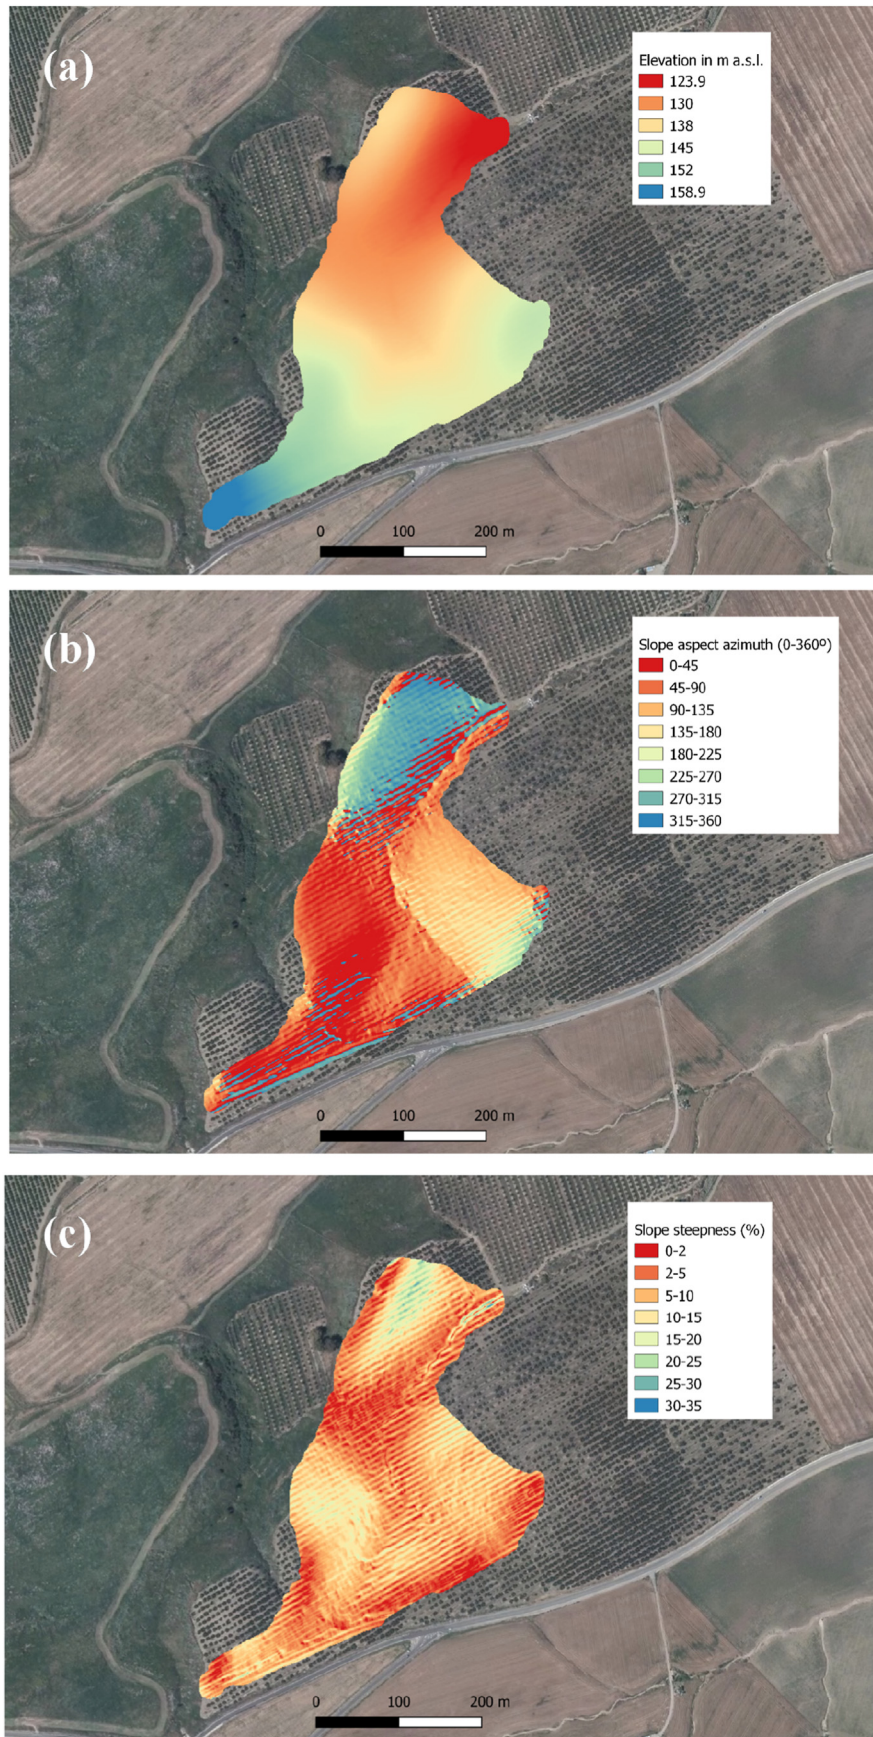 (a)
Elevation in m a.s.l.
123.9
130
138
145
152
158.9
0 100 200 m
(b)
Slope aspect azimuth (0-360º)
0-45
45-90
90-135
135-180
180-225
225-270
270-315
315-360
0 100 200 m
(c)
Slope steepness (%)
0-2
2-5
5-10
10-15
15-20
20-25
25-30
30-35
0 100 200 m